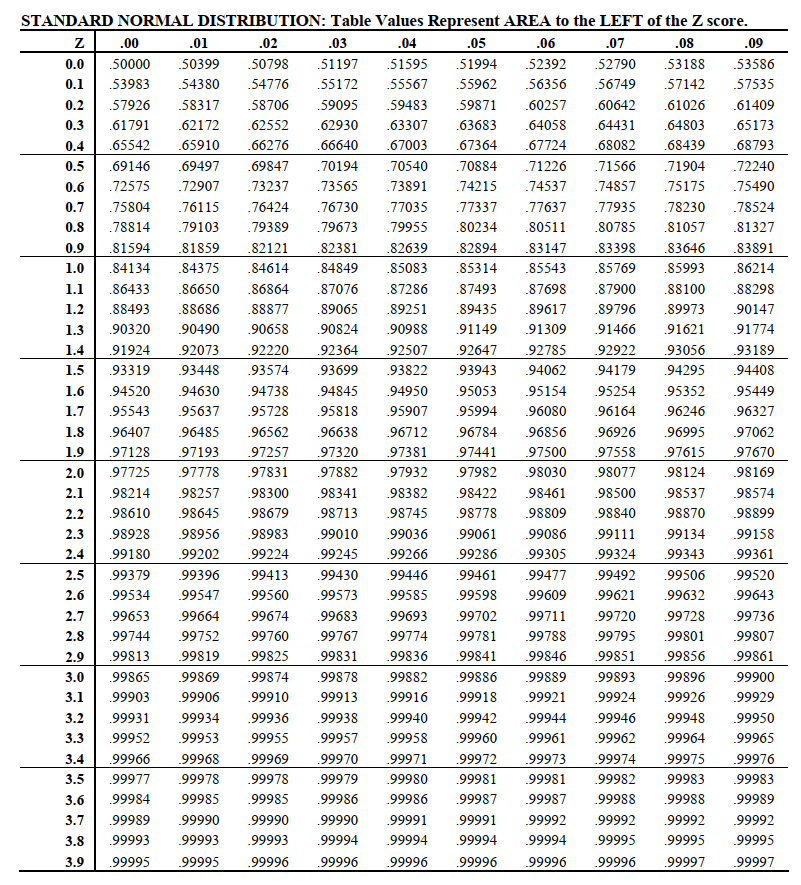 STANDARD NORMAL DISTRIBUTION: Table Values Represent AREA to the LEFT of the Z score.
Z .00 .01 .02 .03 .04 .05 .06 .07 .08 .09
0.0 .50000 .50399 .50798 .51197 .51595 .51994 .52392 .52790 .53188 .53586
0.1 .53983 .54380 .54776 .55172 .55567 .55962 .56356 .56749 .57142 .57535
0.2 .57926 .58317 .58706 .59095 .59483 .59871 .60257 .60642 .61026 .61409
0.3 .61791 .62172 .62552 .62930 .63307 .63683 .64058 .64431 .64803 .65173
0.4 .65542 .65910 .66276 .66640 .67003 .67364 .67724 .68082 .68439 .68793
0.5 .69146 .69497 .69847 .70194 .70540 .70884 .71226 .71566 .71904 .72240
0.6 .72575 .72907 .73237 .73565 .73891 .74215 .74537 .74857 .75175 .75490
0.7 .75804 .76115 .76424 .76730 .77035 .77337 .77637 .77935 .78230 .78524
0.8 .78814 .79103 .79389 .79673 .79955 .80234 .80511 .80785 .81057 .81327
0.9 .81594 .81859 .82121 .82381 .82639 .82894 .83147 .83398 .83646 .83891
1.0 .84134 .84375 .84614 .84849 .85083 .85314 .85543 .85769 .85993 .86214
1.1 .86433 .86650 .86864 .87076 .87286 .87493 .87698 .87900 .88100 .88298
1.2 .88493 .88686 .88877 .89065 .89251 .89435 .89617 .89796 .89973 .90147
1.3 .90320 .90490 .90658 .90824 .90988 .91149 .91309 .91466 .91621 .91774
1.4 .91924 .92073 .92220 .92364 .92507 .92647 .92785 .92922 .93056 .93189
1.5 .93319 .93448 .93574 .93699 .93822 .93943 .94062 .94179 .94295 .94408
1.6 .94520 .94630 .94738 .94845 .94950 .95053 .95154 .95254 .95352 .95449
1.7 .95543 .95637 .95728 .95818 .95907 .95994 .96080 .96164 .96246 .96327
1.8 .96407 .96485 .96562 .96638 .96712 .96784 .96856 .96926 .96995 .97062
1.9 .97128 .97193 .97257 .97320 .97381 .97441 .97500 .97558 .97615 .97670
2.0 .97725 .97778 .97831 .97882 .97932 .97982 .98030 .98077 .98124 .98169
2.1 .98214 .98257 .98300 .98341 .98382 .98422 .98461 .98500 .98537 .98574
2.2 .98610 .98645 .98679 .98713 .98745 .98778 .98809 .98840 .98870 .98899
2.3 .98928 .98956 .98983 .99010 .99036 .99061 .99086 .99111 .99134 .99158
2.4 .99180 .99202 .99224 .99245 .99266 .99286 .99305 .99324 .99343 .99361
2.5 .99379 .99396 .99413 .99430 .99446 .99461 .99477 .99492 .99506 .99520
2.6 .99534 .99547 .99560 .99573 .99585 .99598 .99609 .99621 .99632 .99643
2.7 .99653 .99664 .99674 .99683 .99693 .99702 .99711 .99720 .99728 .99736
2.8 .99744 .99752 .99760 .99767 .99774 .99781 .99788 .99795 .99801 .99807
2.9 .99813 .99819 .99825 .99831 .99836 .99841 .99846 .99851 .99856 .99861
3.0 .99865 .99869 .99874 .99878 .99882 .99886 .99889 .99893 .99896 .99900
3.1 .99903 .99906 .99910 .99913 .99916 .99918 .99921 .99924 .99926 .99929
3.2 .99931 .99934 .99936 .99938 .99940 .99942 .99944 .99946 .99948 .99950
3.3 .99952 .99953 .99955 .99957 .99958 .99960 .99961 .99962 .99964 .99965
3.4 .99966 .99968 .99969 .99970 .99971 .99972 .99973 .99974 .99975 .99976
3.5 .99977 .99978 .99978 .99979 .99980 .99981 .99981 .99982 .99983 .99983
3.6 .99984 .99985 .99985 .99986 .99986 .99987 .99987 .99988 .99988 .99989
3.7 .99989 .99990 .99990 .99990 .99991 .99991 .99992 .99992 .99992 .99992
3.8 .99993 .99993 .99993 .99994 .99994 .99994 .99994 .99995 .99995 .99995
3.9 .99995 .99995 .99996 .99996 .99996 .99996 .99996 .99996 .99997 .99997